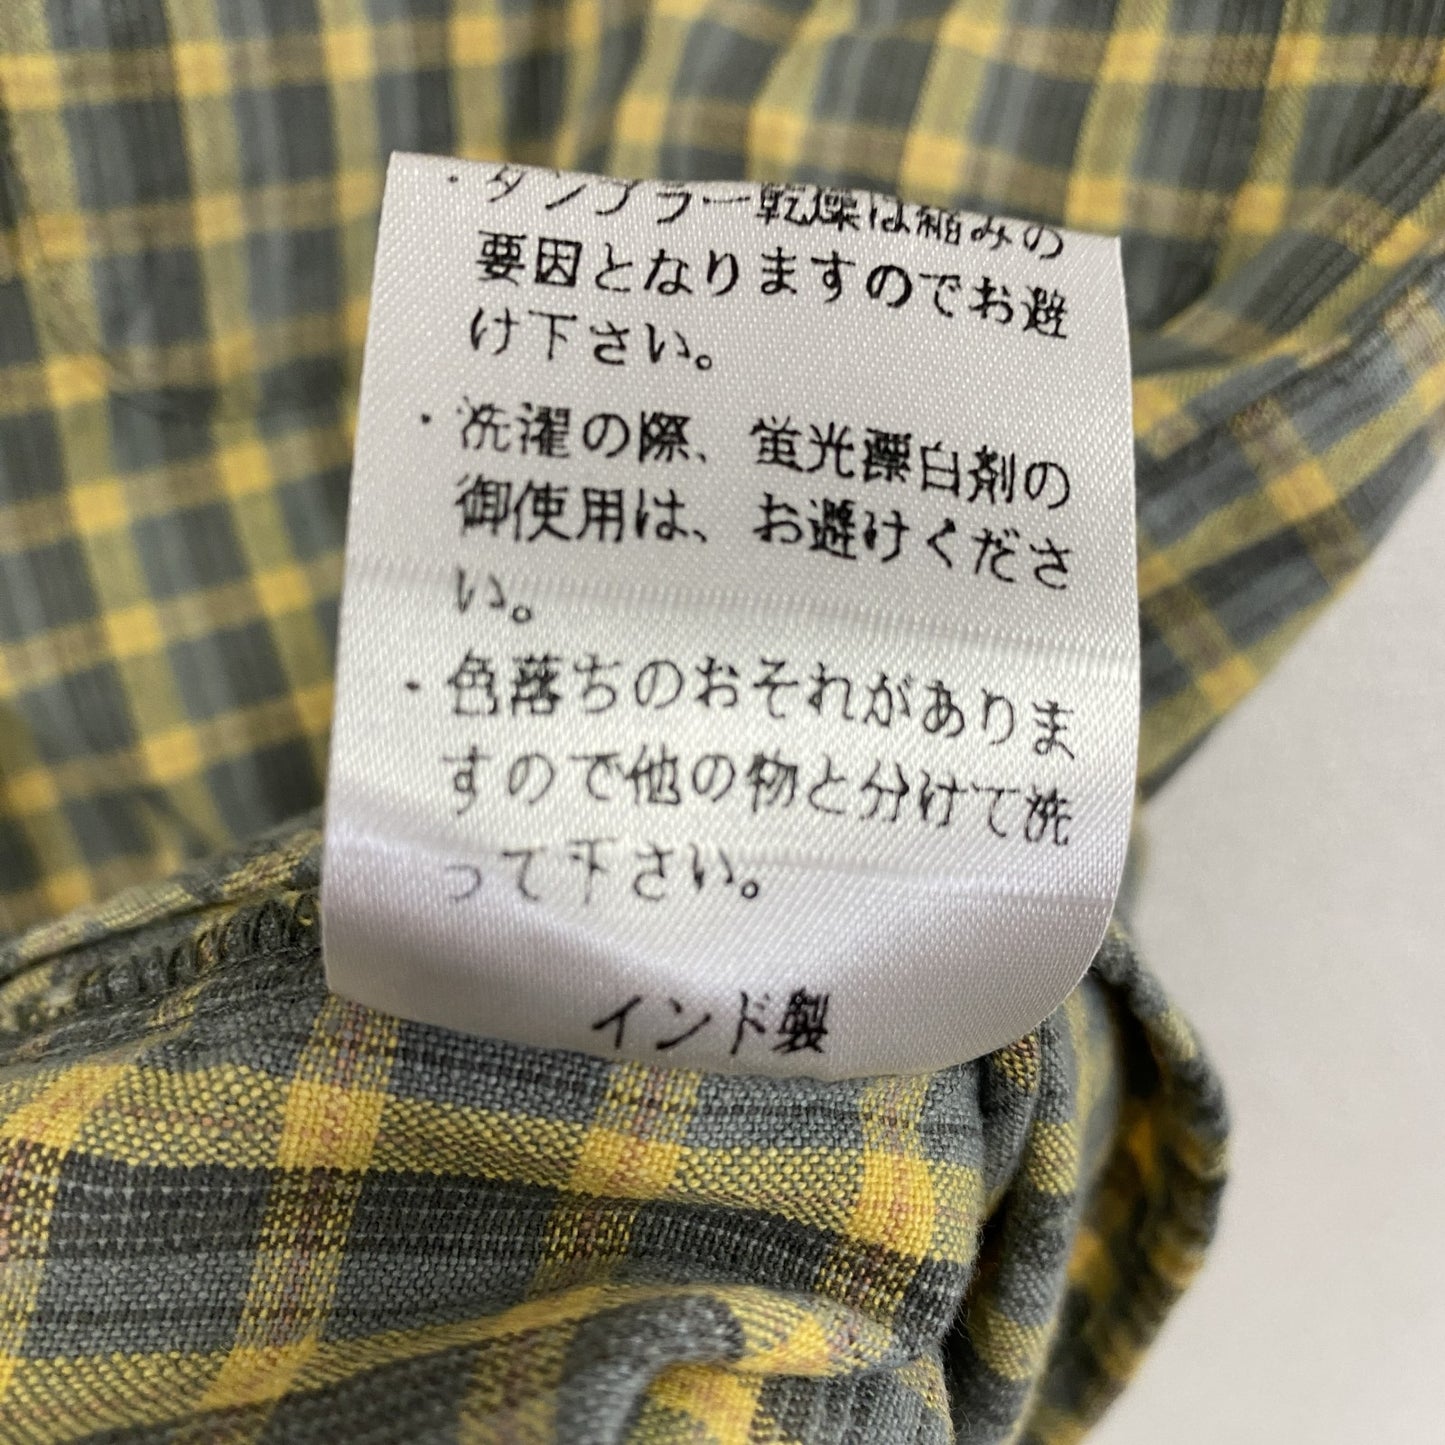 ・タンブラー乾燥は縮みの
要因となりますのでお避
け下さい。
・洗濯の際、蛍光漂白剤の
御使用は、お避けくださ
い。
・色落ちのおそれがありま
すので他の物と分けて洗
って下さい。
インド製